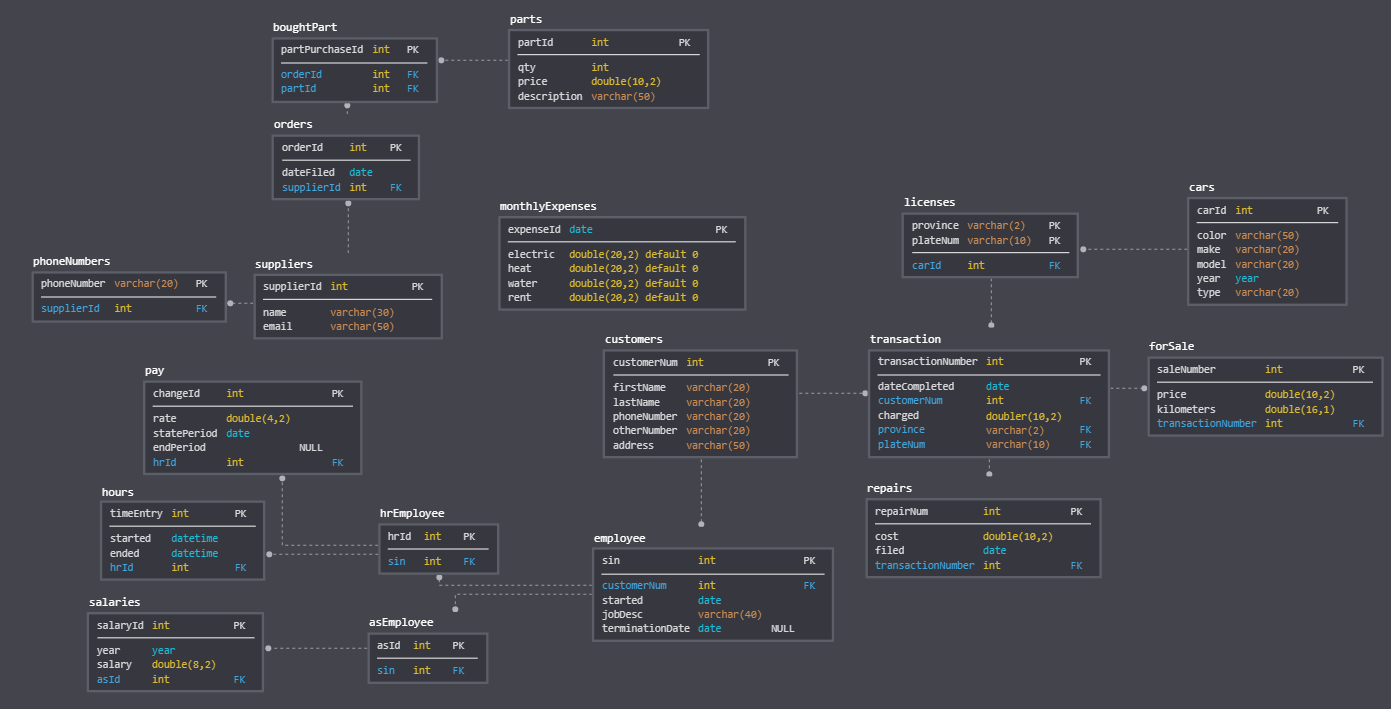 boughtPart
partPurchaseId int PK
orderId int FK
partId int FK
parts
partId int PK
qty int
price double(10,2)
description varchar(50)
orders
orderId int PK
dateFiled date
supplierId int FK
monthlyExpenses
expenseId date PK
electric double(20,2) default 0
heat double(20,2) default 0
water double(20,2) default 0
rent double(20,2) default 0
licenses
province varchar(2) PK
plateNum varchar(10) PK
carId int FK
cars
carId int PK
color varchar(50)
make varchar(20)
model varchar(20)
year year
type varchar(20)
phoneNumbers
phoneNumber varchar(20) PK
supplierId int FK
suppliers
supplierId int PK
name varchar(30)
email varchar(50)
customers
customerNum int PK
firstName varchar(20)
lastName varchar(20)
phoneNumber varchar(20)
otherNumber varchar(20)
address varchar(50)
transaction
transactionNumber int PK
dateCompleted date
customerNum int FK
charged doubler(10,2)
province varchar(2) FK
plateNum varchar(10) FK
forSale
saleNumber int PK
price double(10,2)
kilometers double(16,1)
transactionNumber int FK
pay
changeId int PK
rate double(4,2)
statePeriod date
endPeriod NULL
hrId int FK
hours
timeEntry int PK
started datetime
ended datetime
hrId int FK
hrEmployee
hrId int PK
sin int FK
employee
sin int PK
customerNum int FK
started date
jobDesc varchar(40)
terminationDate date NULL
repairs
repairNum int PK
cost double(10,2)
filed date
transactionNumber int FK
salaries
salaryId int PK
year year
salary double(8,2)
asId int FK
asEmployee
asId int PK
sin int FK